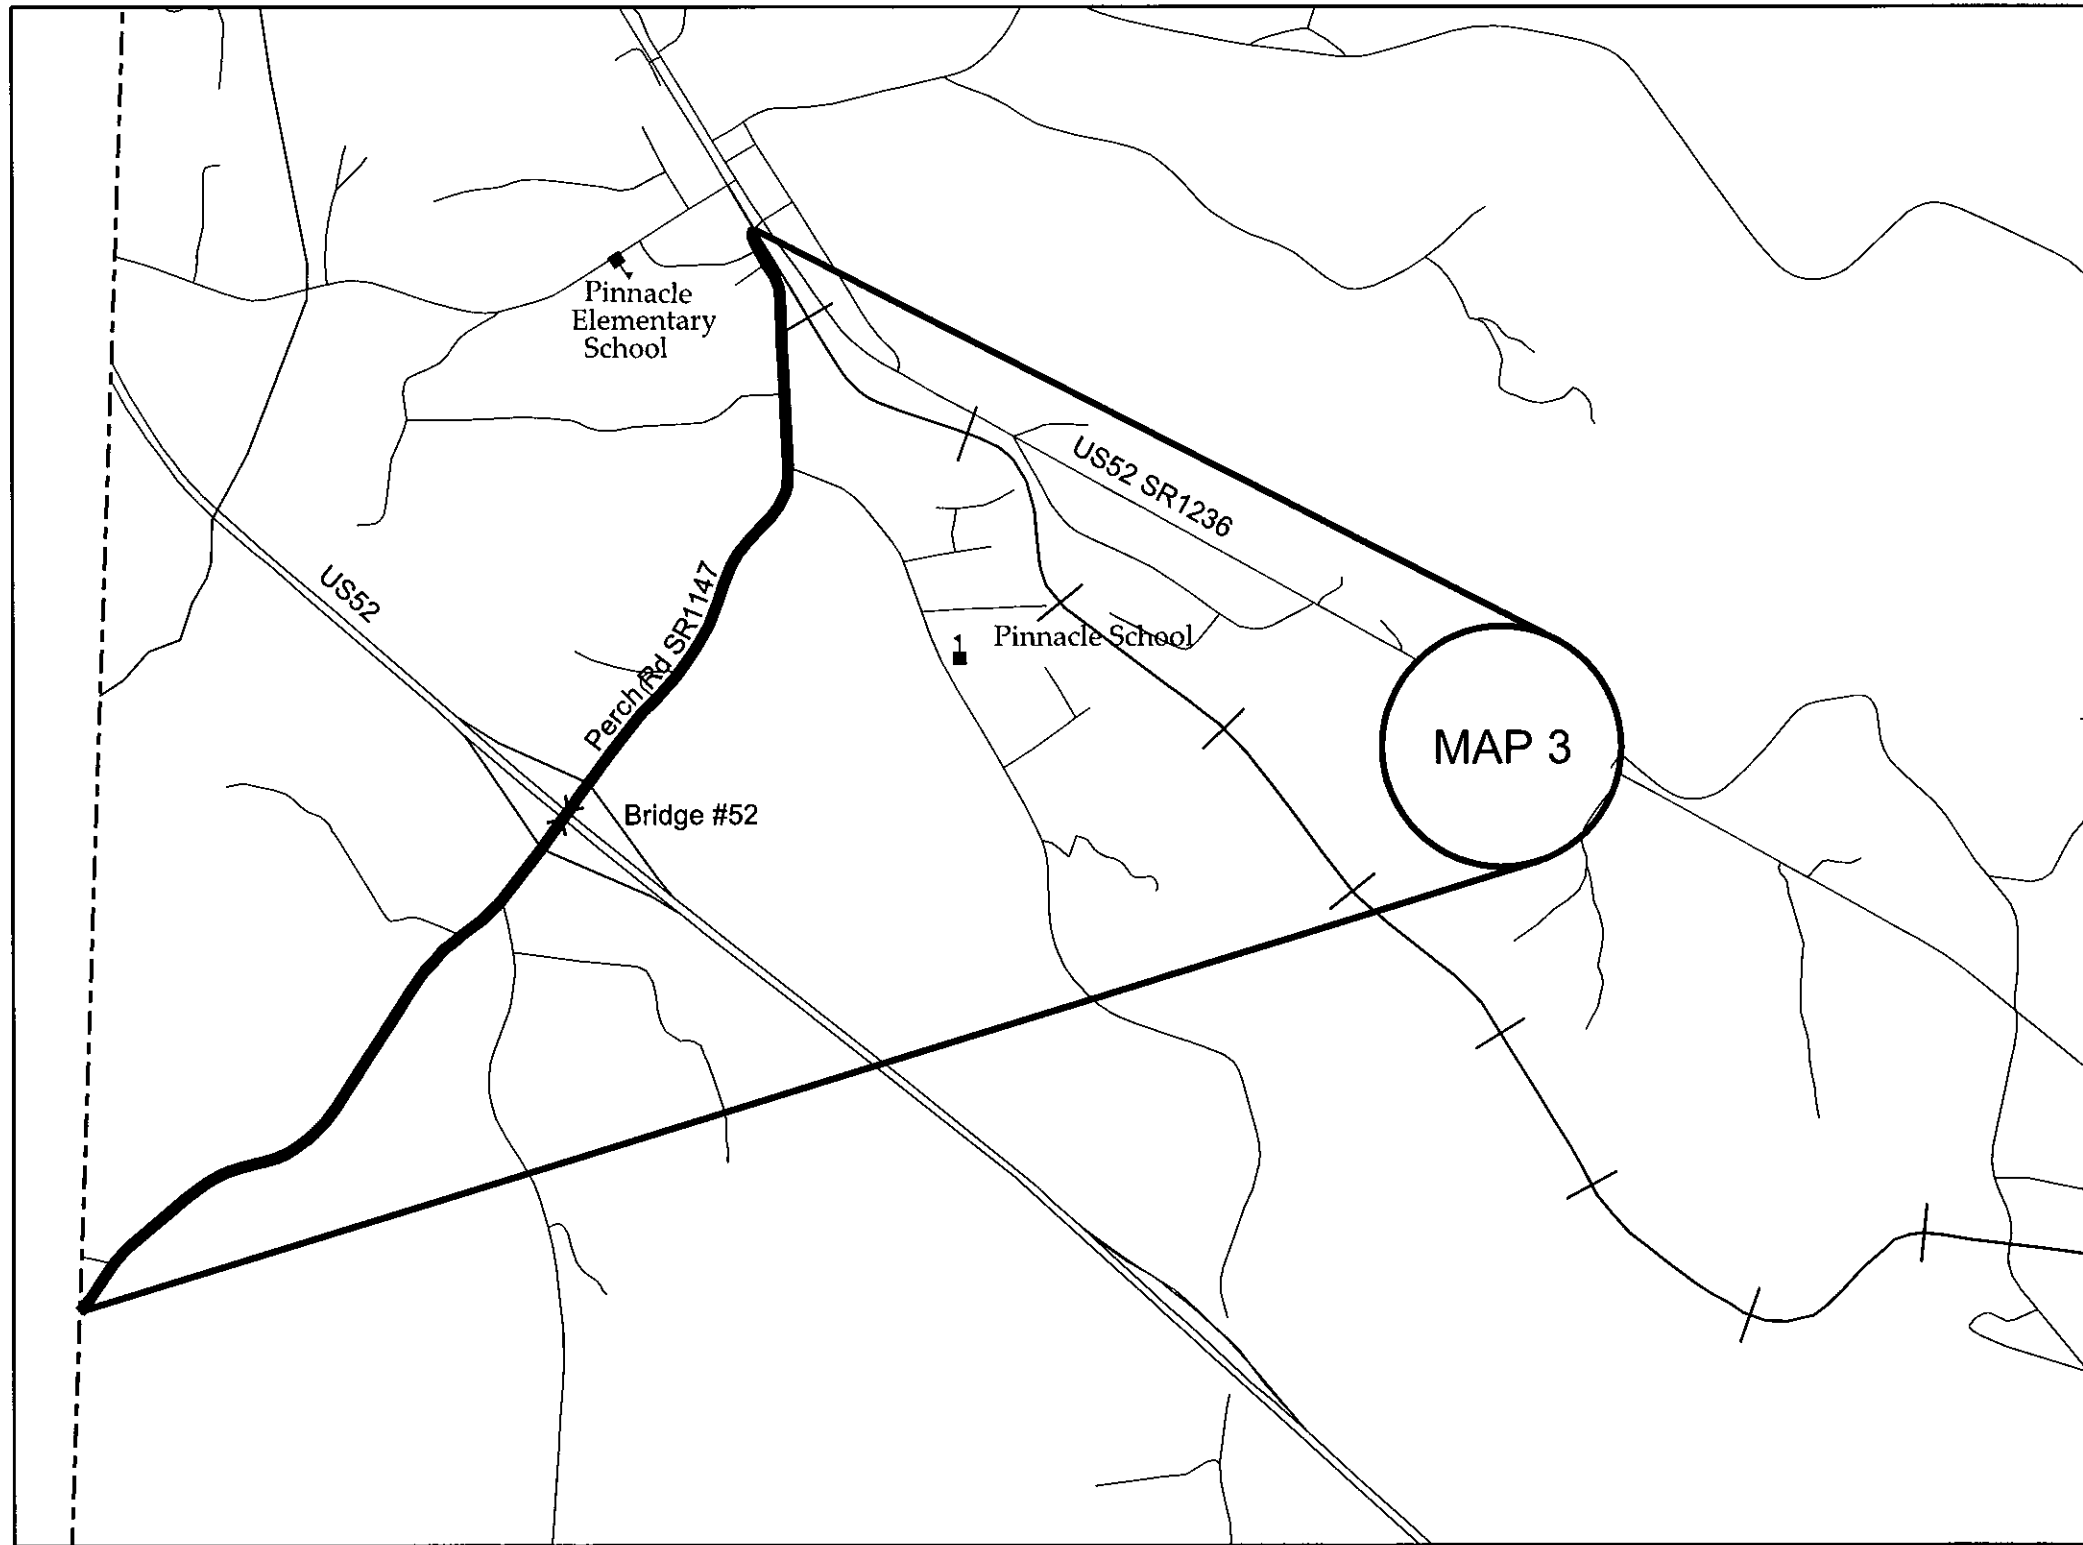 Pinnacle
Elementary
School
US52 SR1236
US52
Perch Rd SR1147
Pinnacle School
MAP 3
Bridge #52